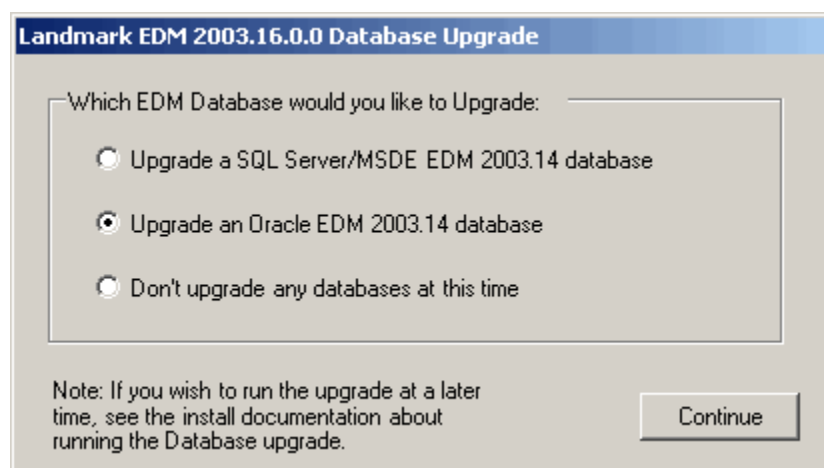 Landmark EDM 2003.16.0.0 Database Upgrade
Which EDM Database would you like to Upgrade:
Upgrade a SQL Server/MSDE EDM 2003.14 database
Upgrade an Oracle EDM 2003.14 database
Don't upgrade any databases at this time
Note: If you wish to run the upgrade at a later
time, see the install documentation about
running the Database upgrade.
Continue